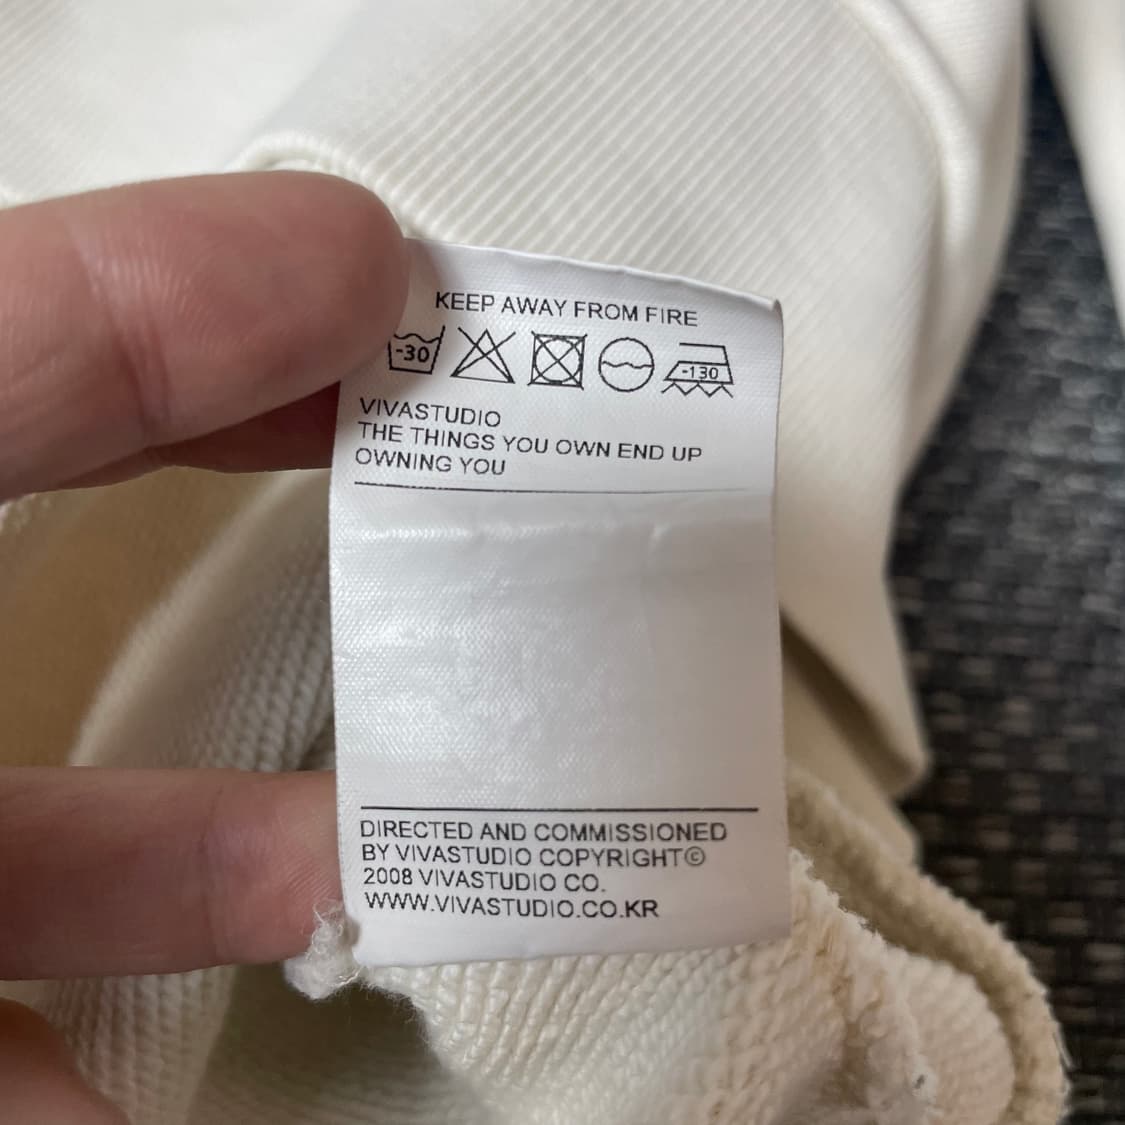 KEEP AWAY FROM FIRE
-30 -130
VIVASTUDIO
THE THINGS YOU OWN END UP
OWNING YOU
DIRECTED AND COMMISSIONED
BY VIVASTUDIO COPYRIGHT©
2008 VIVASTUDIO CO.
WWW.VIVASTUDIO.CO.KR